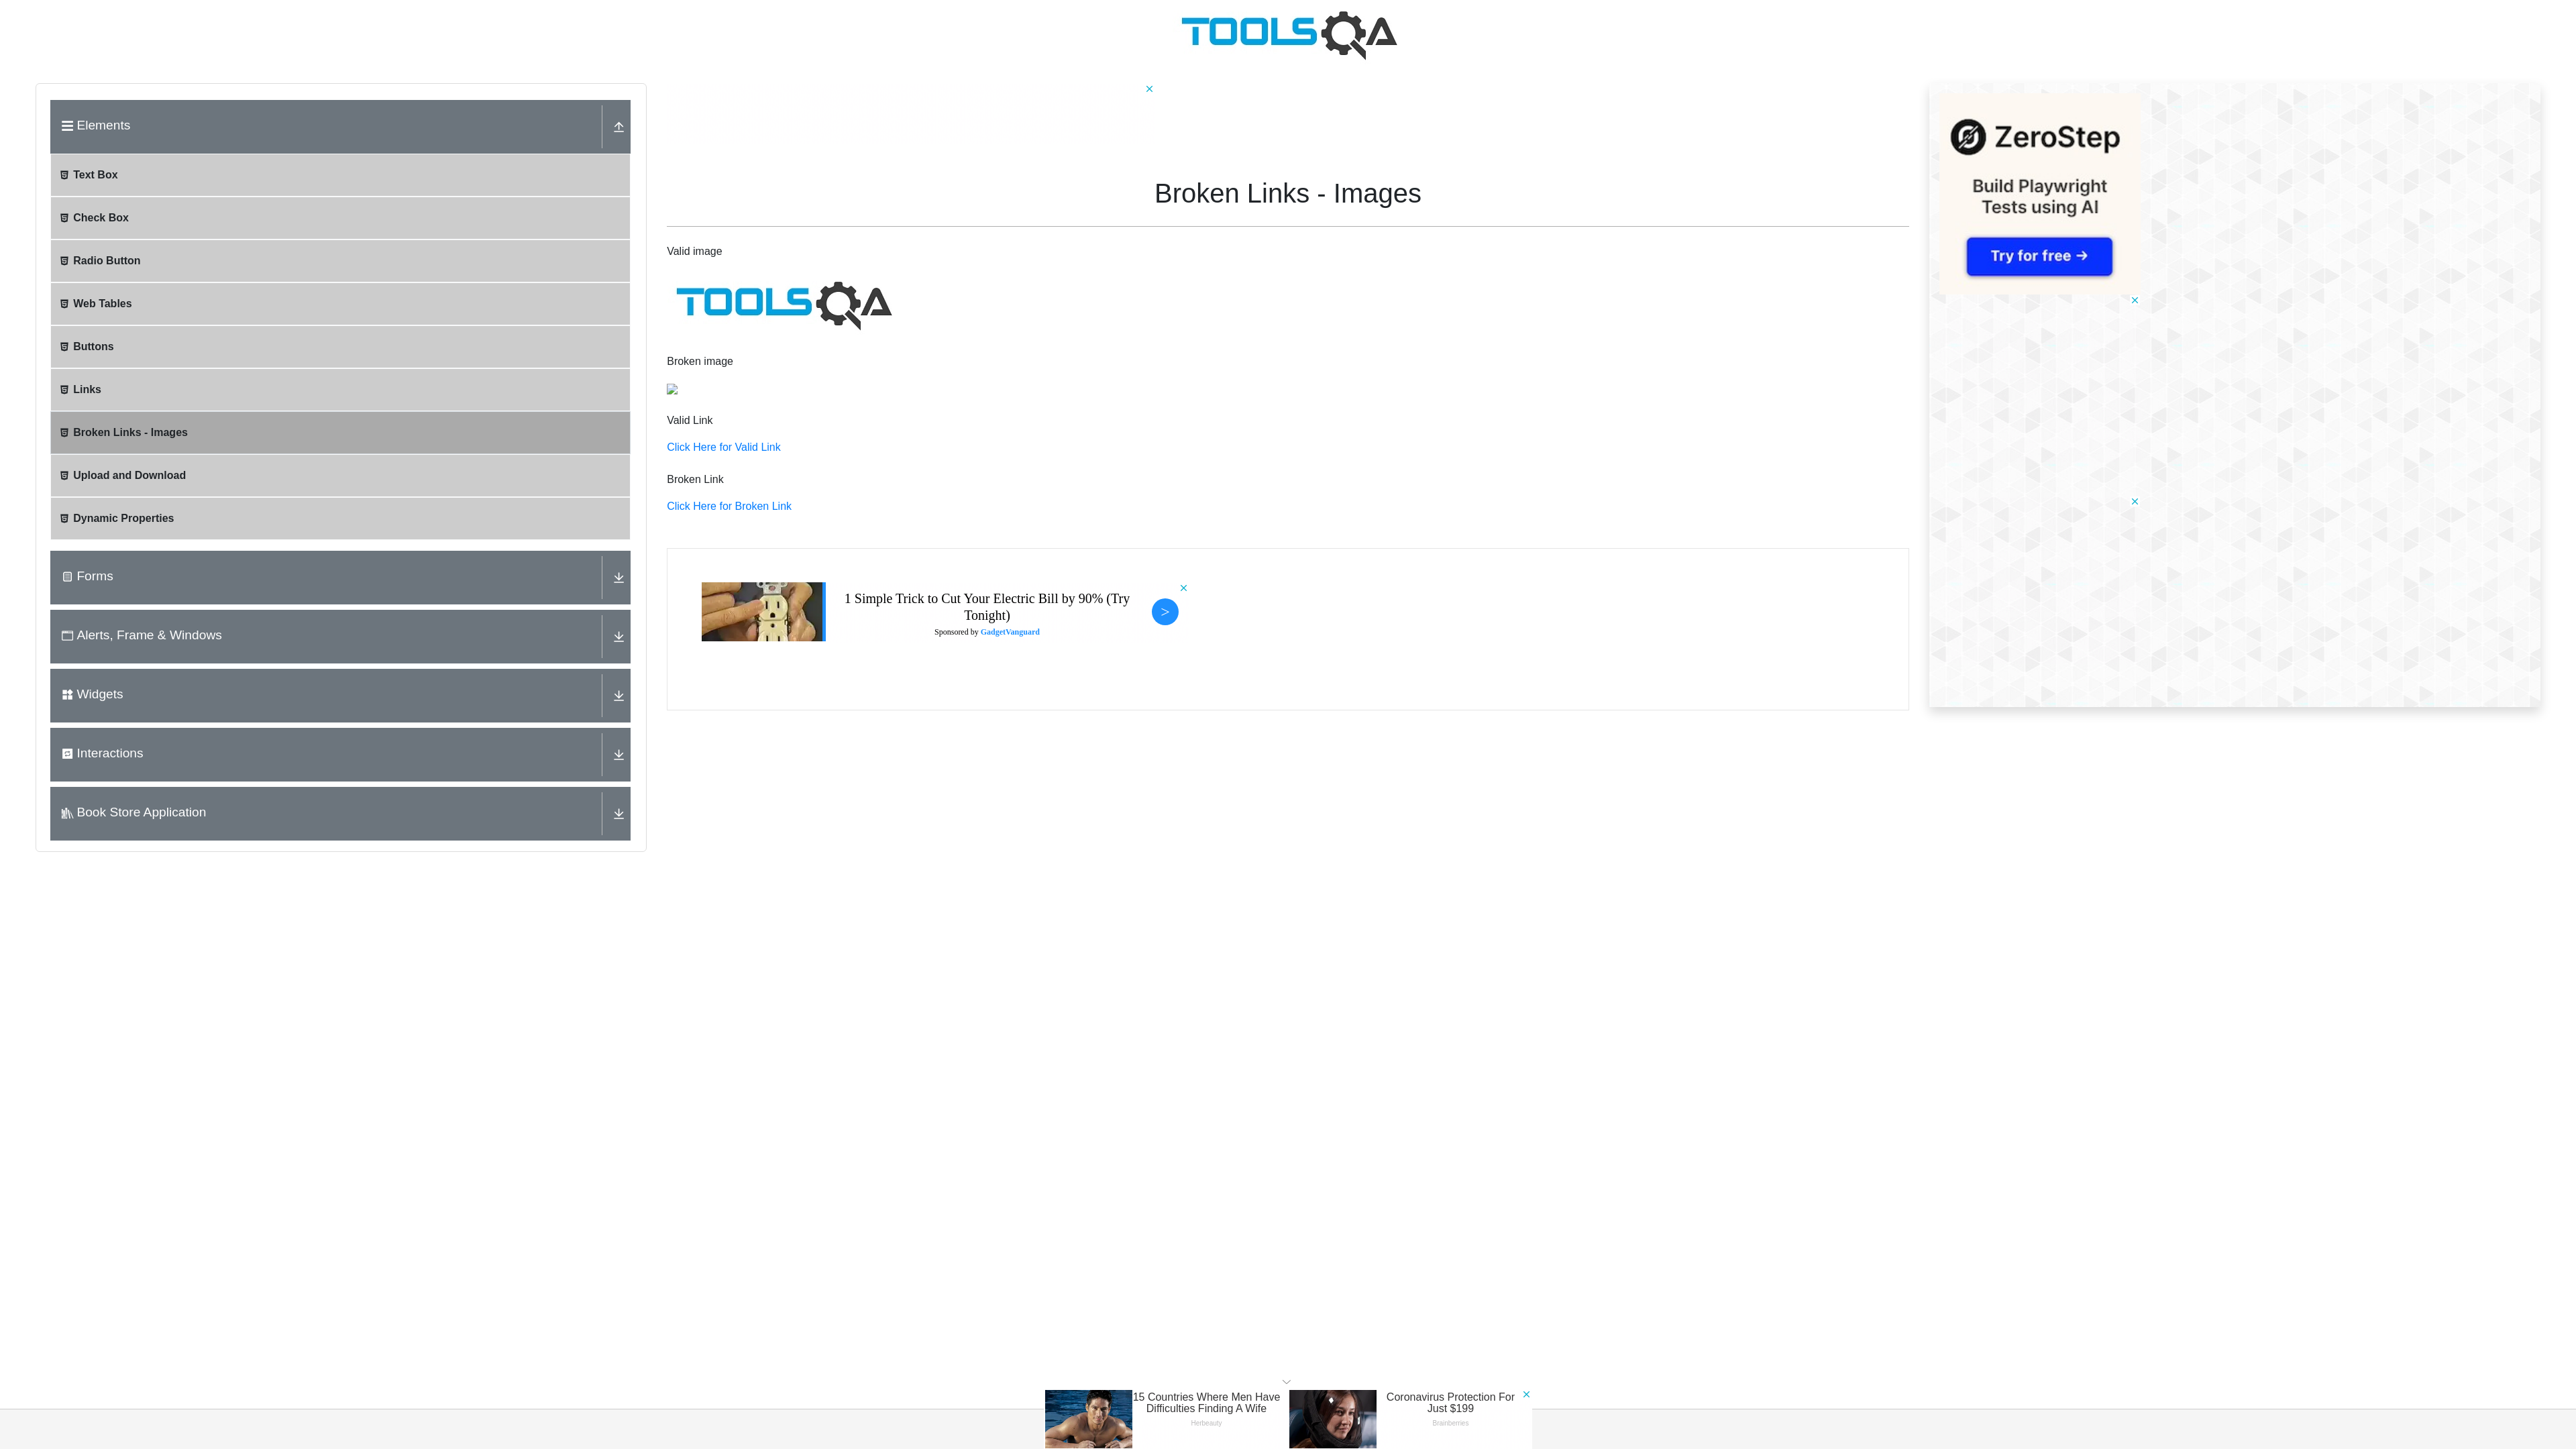 TOOLSQA
Elements
Text Box
Check Box
Radio Button
Web Tables
Buttons
Links
Broken Links - Images
Upload and Download
Dynamic Properties
Forms
Alerts, Frame & Windows
Widgets
Interactions
Book Store Application
Broken Links - Images
Valid image
TOOLSQA
Broken image
Valid Link
Click Here for Valid Link
Broken Link
Click Here for Broken Link
1 Simple Trick to Cut Your Electric Bill by 90% (Try
Tonight)
Sponsored by GadgetVanguard
>
ZeroStep
Build Playwright
Tests using AI
Try for free →
15 Countries Where Men Have
Difficulties Finding A Wife
Herbeauty
Coronavirus Protection For
Just $199
Brainberries